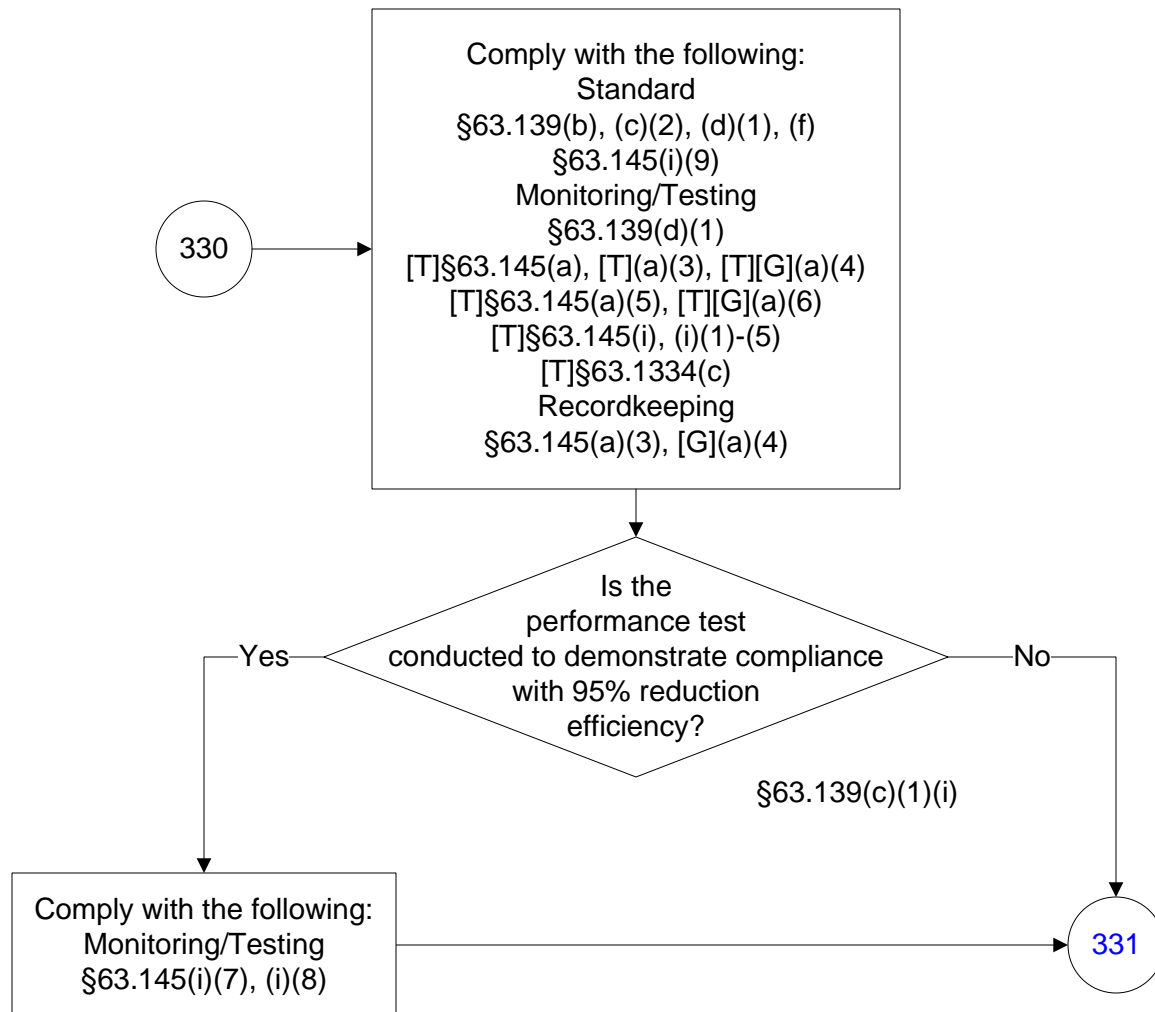 Comply with the following:
Standard
§63.139(b), (c)(2), (d)(1), (f)
§63.145(i)(9)
Monitoring/Testing
§63.139(d)(1)
[T]§63.145(a), [T](a)(3), [T][G](a)(4)
[T]§63.145(a)(5), [T][G](a)(6)
[T]§63.145(i), (i)(1)-(5)
[T]§63.1334(c)
Recordkeeping
§63.145(a)(3), [G](a)(4)
330
Is the
performance test
conducted to demonstrate compliance
with 95% reduction
efficiency?
Yes
No
§63.139(c)(1)(i)
Comply with the following:
Monitoring/Testing
§63.145(i)(7), (i)(8)
331